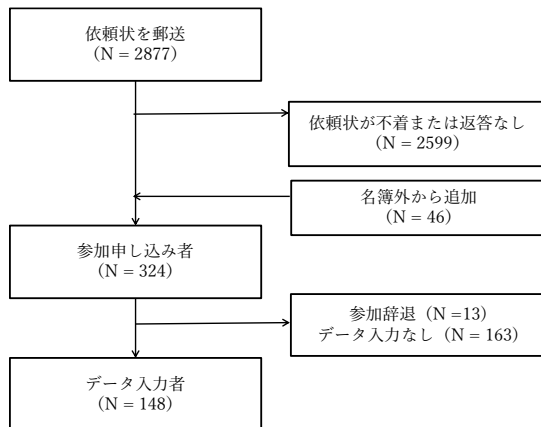 依頼状を郵送
（N = 2877）
依頼状が不着または返答なし
（N = 2599）
名簿外から追加
（N = 46）
参加申し込み者
（N = 324）
参加辞退（N =13）
データ入力なし（N = 163）
データ入力者
（N = 148）